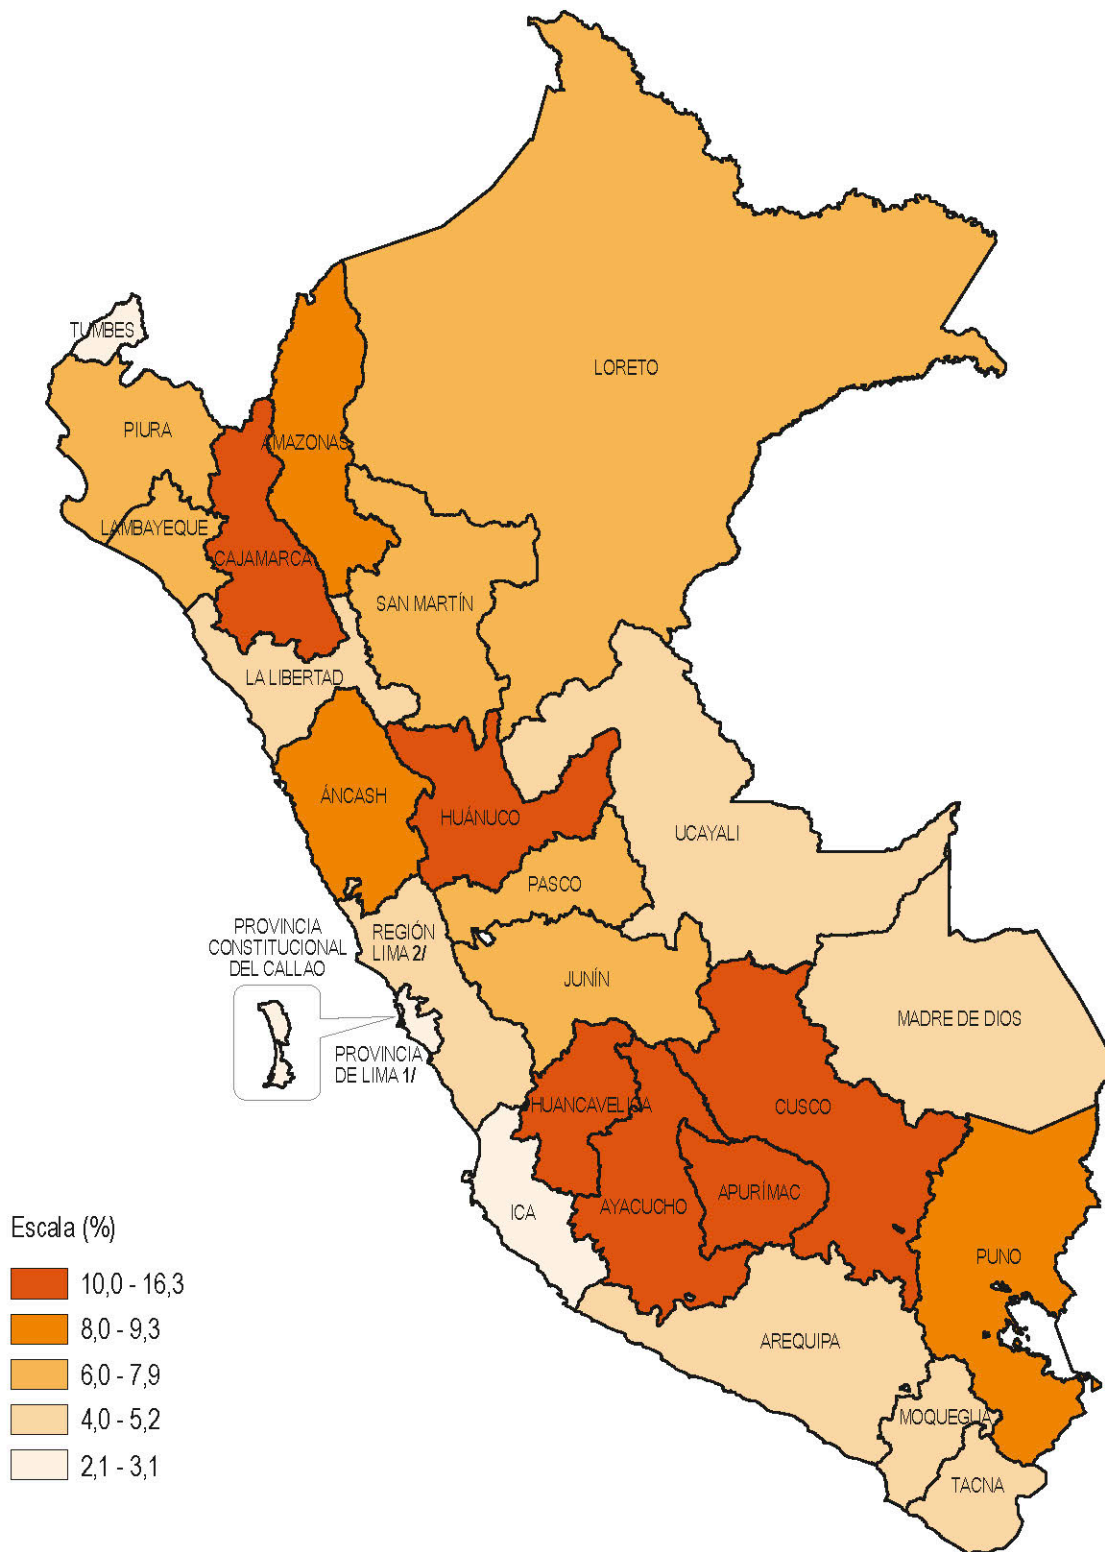 TUMBES
LORETO
PIURA
AMAZONAS
LAMBAYEQUE
CAJAMARCA
SAN MARTÍN
LA LIBERTAD
ÁNCASH
HUÁNUCO
UCAYALI
PASCO
PROVINCIA
CONSTITUCIONAL
DEL CALLAO
REGIÓN
LIMA 2/
JUNÍN
MADRE DE DIOS
PROVINCIA
DE LIMA 1/
HUANCAVELICA
CUSCO
APURÍMAC
AYACUCHO
ICA
PUNO
AREQUIPA
MOQUEGUA
TACNA
Escala (%)
10,0 - 16,3
8,0 - 9,3
6,0 - 7,9
4,0 - 5,2
2,1 - 3,1